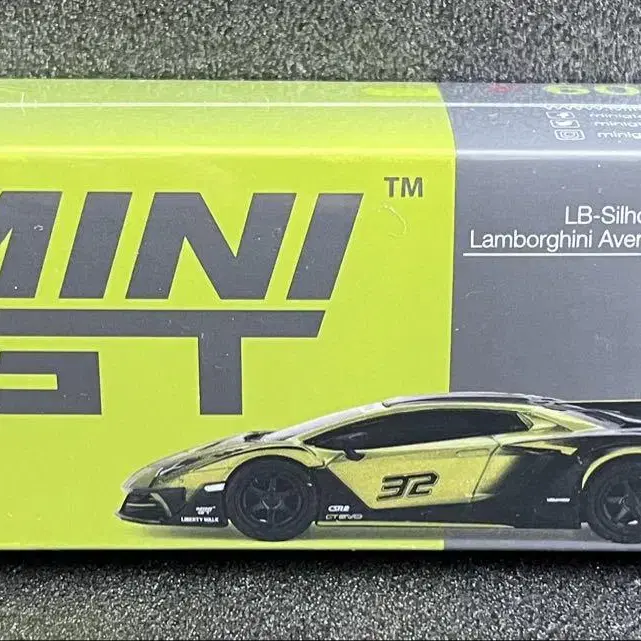 MINI
TM
GT
LB-Silho
Lamborghini Aven
32
LIBERTY WALK
GT EVO